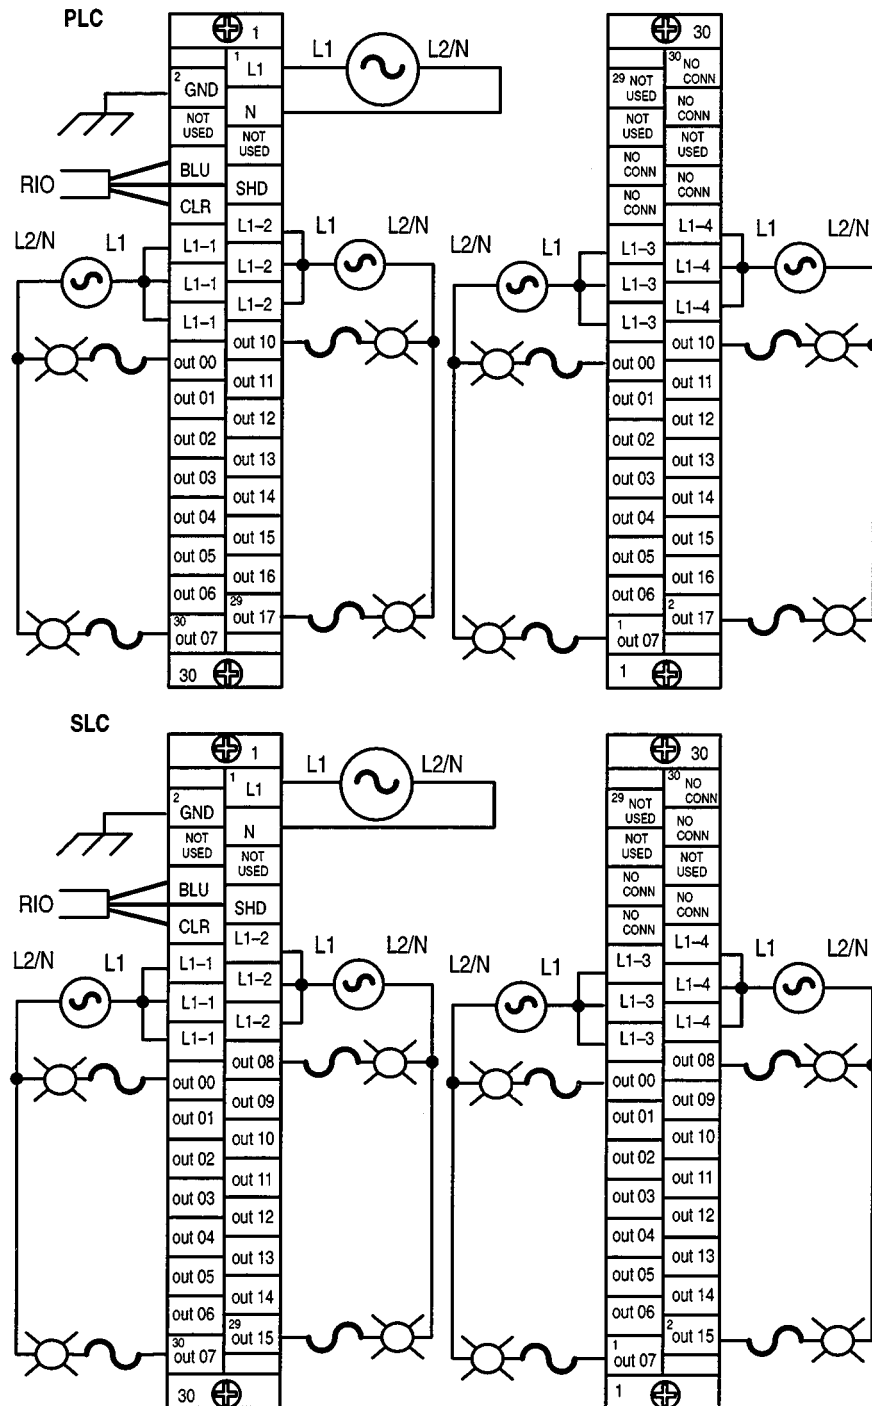 PLC
1
1 L1
L1
L2/N
2 GND
N
NOT USED
NOT USED
BLU
RIO
SHD
CLR
L1-2
L2/N
L1
L1-1
L1
L2/N
L1-2
L1-1
L1-2
L1-1
out 10
out 00
out 11
out 01
out 12
out 02
out 13
out 03
out 14
out 04
out 15
out 05
out 16
out 06
29 out 17
30 out 07
30
30
30 NO CONN
29 NOT USED
NO CONN
NOT USED
NOT USED
NO CONN
NO CONN
NO CONN
L1-4
L2/N
L1
L1-3
L1
L2/N
L1-4
L1-3
L1-4
L1-3
out 10
out 00
out 11
out 01
out 12
out 02
out 13
out 03
out 14
out 04
out 15
out 05
out 16
out 06
2 out 17
1 out 07
1
SLC
1
1 L1
L1
L2/N
2 GND
N
NOT USED
NOT USED
BLU
RIO
SHD
CLR
L1-2
L2/N
L1
L1-1
L1
L2/N
L1-2
L1-1
L1-2
L1-1
out 08
out 00
out 09
out 01
out 10
out 02
out 11
out 03
out 12
out 04
out 13
out 05
out 14
out 06
29 out 15
30 out 07
30
30
30 NO CONN
29 NOT USED
NO CONN
NOT USED
NOT USED
NO CONN
NO CONN
NO CONN
L1-4
L2/N
L1
L1-3
L1
L2/N
L1-4
L1-3
L1-4
L1-3
out 08
out 00
out 09
out 01
out 10
out 02
out 11
out 03
out 12
out 04
out 13
out 05
out 14
out 06
2 out 15
1 out 07
1